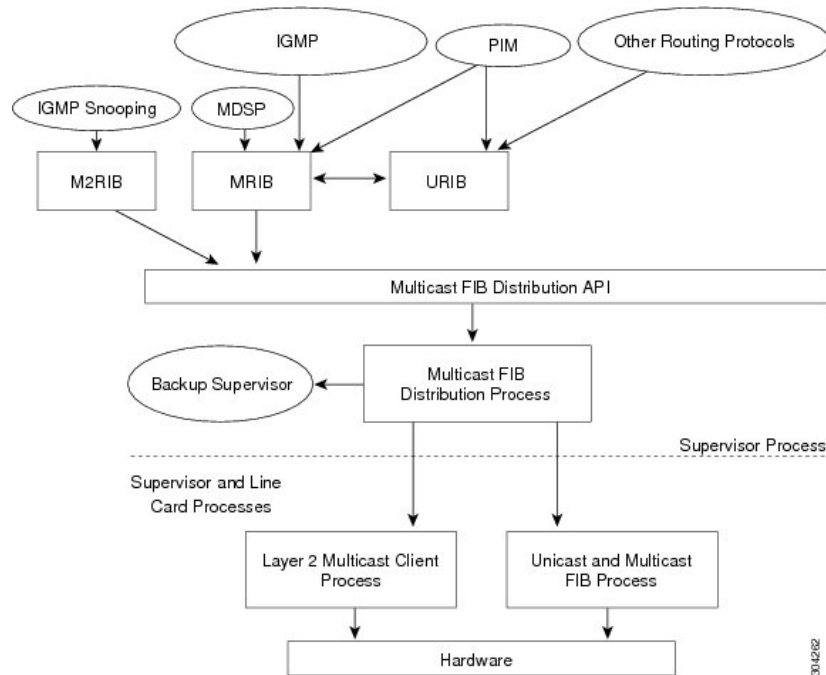 IGMP
PIM
Other Routing Protocols
IGMP Snooping
MDSP
M2RIB
MRIB
URIB
Multicast FIB Distribution API
Backup Supervisor
Multicast FIB
Distribution Process
Supervisor Process
Supervisor and Line
Card Processes
Layer 2 Multicast Client
Process
Unicast and Multicast
FIB Process
Hardware
304262